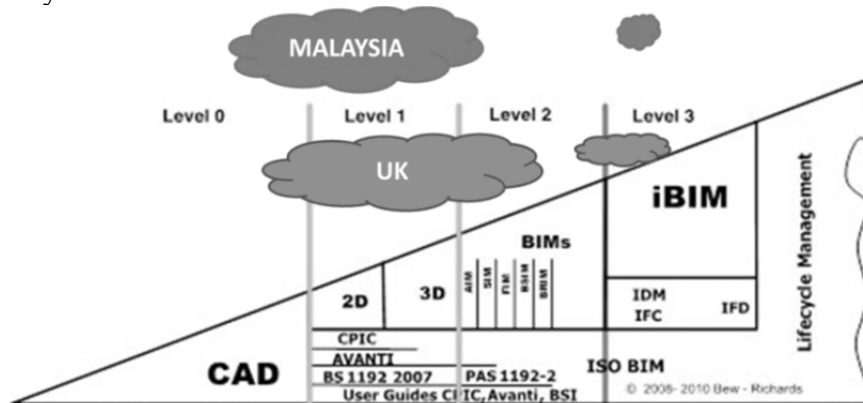 MALAYSIA
Level 0
Level 1
Level 2
Level 3
UK
iBIM
BIMs
2D
3D
AIM
SIM
FIM
BSIM
BRIM
IDM
IFC
IFD
Lifecycle Management
CAD
CPIC
AVANTI
BS 1192 2007
PAS 1192-2
ISO BIM
User Guides CPIC, Avanti, BSI
© 2008-2010 Bew - Richards